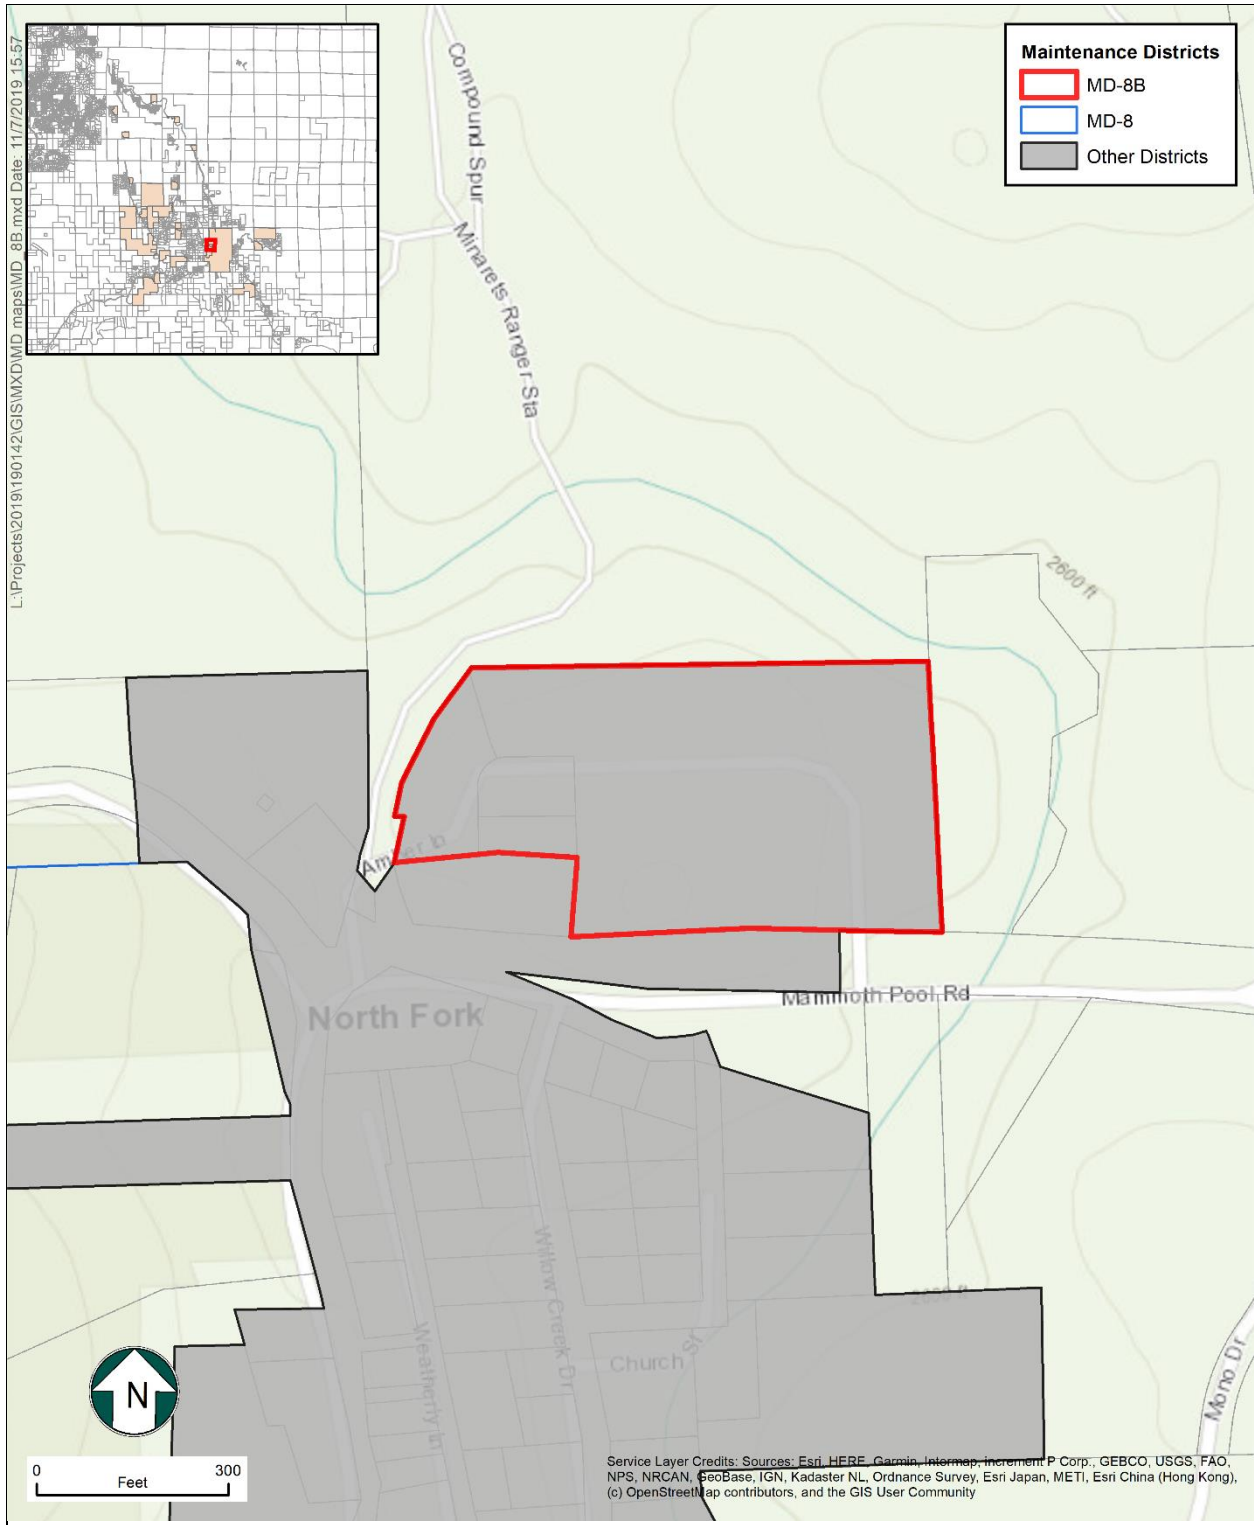 L:\Projects\2019\190142\GIS\MXD\MD maps\MD_8B.mxd Date: 11/7/2019 15:57
Maintenance Districts
MD-8B
MD-8
Other Districts
Compound Spur
Minarets Ranger Sta
2600 ft
Amber ln
Mammoth Pool Rd
North Fork
2600 ft
Willow Creek Dr
Weatherly ln
Church St
Mono Dr
N
0 300
Feet
Service Layer Credits: Sources: Esri, HERE, Garmin, Intermap, increment P Corp., GEBCO, USGS, FAO,
NPS, NRCAN, GeoBase, IGN, Kadaster NL, Ordnance Survey, Esri Japan, METI, Esri China (Hong Kong),
(c) OpenStreetMap contributors, and the GIS User Community